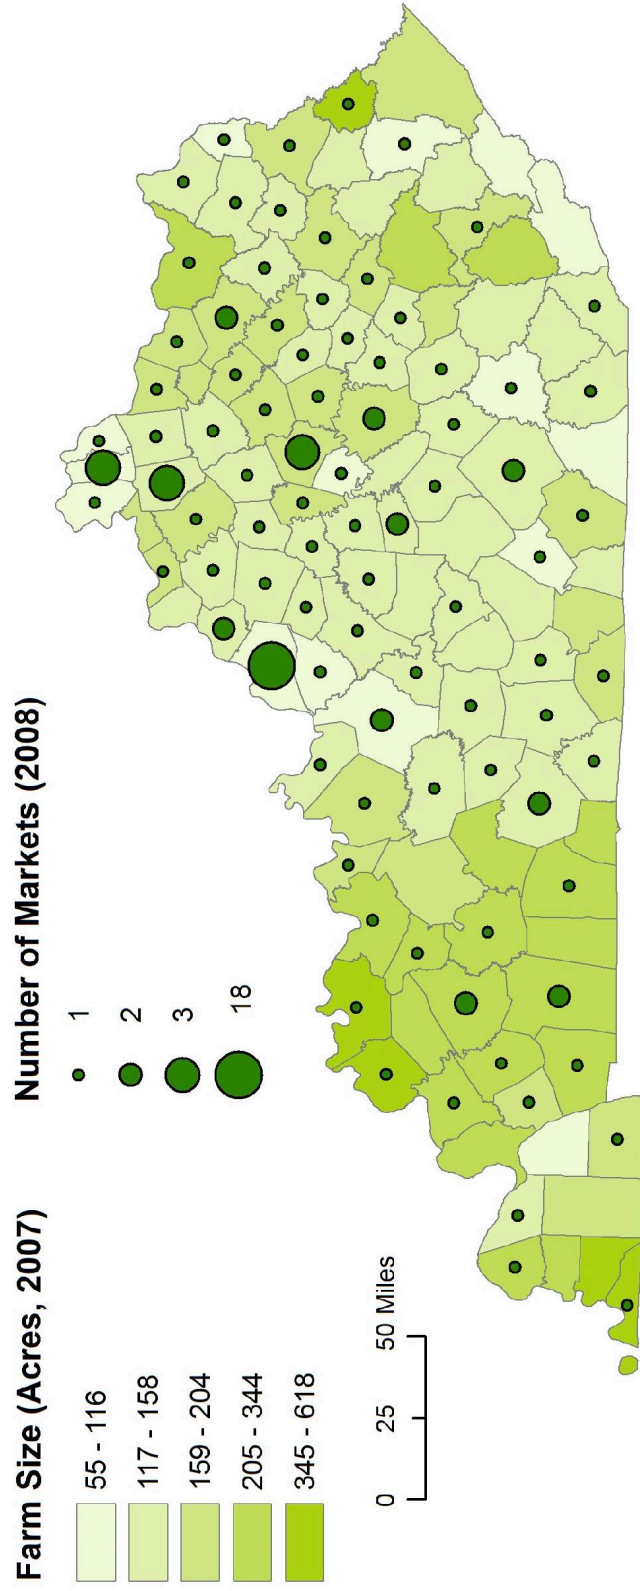 Farm Size (Acres, 2007)
55 - 116
117 - 158
159 - 204
205 - 344
345 - 618
Number of Markets (2008)
1
2
3
18
0 25 50 Miles